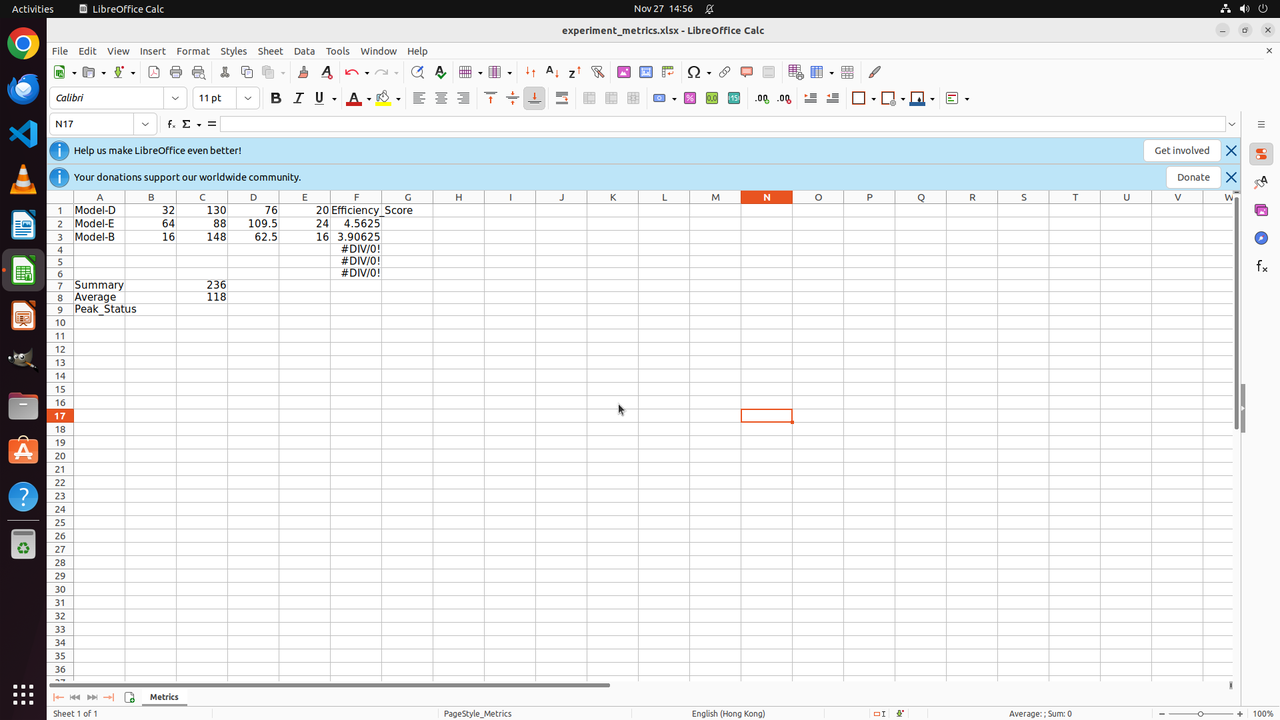 Activities LibreOffice Calc Nov 27 14:56
experiment_metrics.xlsx - LibreOffice Calc
File Edit View Insert Format Styles Sheet Data Tools Window Help
Calibri 11 pt
N17
Help us make LibreOffice even better! Get involved
Your donations support our worldwide community. Donate
A B C D E F G H I J K L M N O P Q R S T U V W
1 Model-D 32 130 76 20 Efficiency_Score
2 Model-E 64 88 109.5 24 4.5625
3 Model-B 16 148 62.5 16 3.90625
4 #DIV/0!
5 #DIV/0!
6 #DIV/0!
7 Summary 236
8 Average 118
9 Peak_Status
10
11
12
13
14
15
16
17
18
19
20
21
22
23
24
25
26
27
28
29
30
31
32
33
34
35
36
Metrics
Sheet 1 of 1 PageStyle_Metrics English (Hong Kong) Average: ; Sum: 0 100%